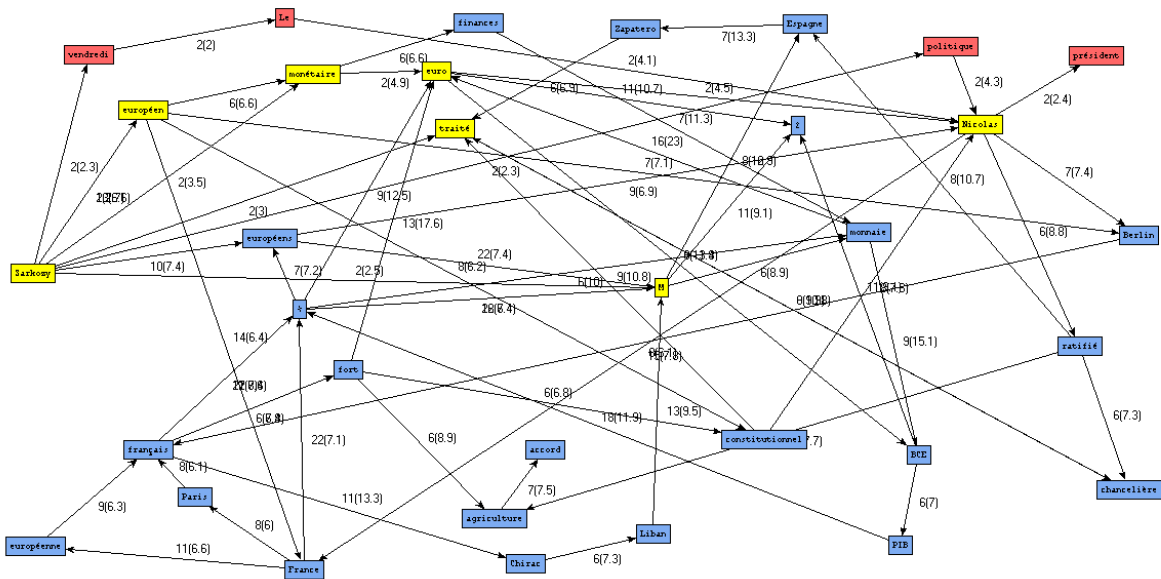 Le
finances
Espagne
Zapatero
7(13.3)
vendredi
2(2)
politique
président
monétaire
6(6.6)
euro
2(4.1)
2(4.3)
2(4.9)
6(6.9)
11(10.7)
2(4.5)
2(2.4)
européen
6(6.6)
traité
7(11.3)
£
Nicolas
16(23)
2(2.3)
2(3.5)
2(2.3)
7(7.1)
8(10.7)
7(7.4)
9(12.5)
9(6.9)
2(3)
13(17.6)
11(9.1)
monnaie
6(8.8)
Berlin
européens
22(7.4)
Sarkozy
10(7.4)
7(7.2)
8(6.2)
6(10)
9(10.8)
6(8.9)
M
2(2.5)
%
14(6.4)
9(15.1)
ratifié
fort
6(6.8)
13(9.5)
18(11.9)
6(7.3)
français
22(7.1)
6(8.9)
accord
constitutionnel
BCE
8(6.1)
Paris
11(13.3)
7(7.5)
6(7)
chancelière
9(6.3)
agriculture
8(6)
Liban
européenne
11(6.6)
France
Chirac
6(7.3)
PIB